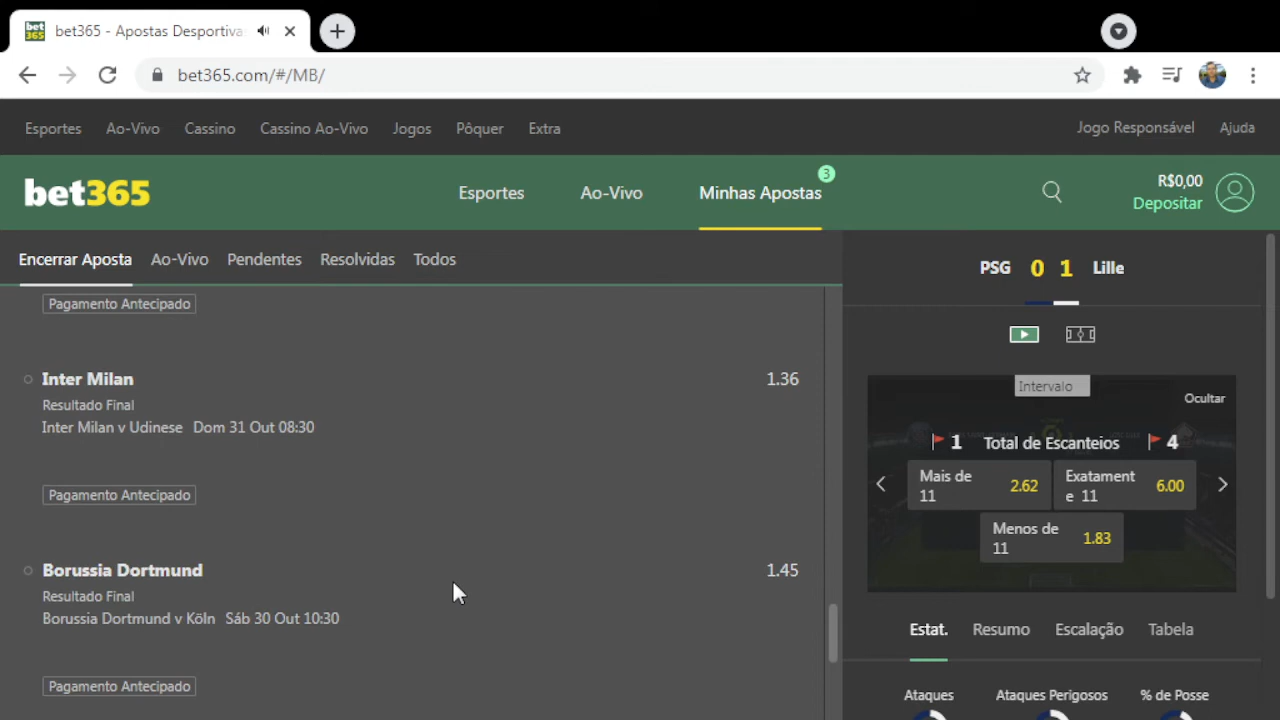 bet365 - Apostas Desportiva
bet365.com/#/MB/
Esportes Ao-Vivo Cassino Cassino Ao-Vivo Jogos Pôquer Extra Jogo Responsável Ajuda
bet365 Esportes Ao-Vivo Minhas Apostas 3 R$0,00
Depositar
Encerrar Aposta Ao-Vivo Pendentes Resolvidas Todos
Pagamento Antecipado
Inter Milan 1.36
Resultado Final
Inter Milan v Udinese Dom 31 Out 08:30
Pagamento Antecipado
Borussia Dortmund 1.45
Resultado Final
Borussia Dortmund v Köln Sáb 30 Out 10:30
Pagamento Antecipado
PSG 0 1 Lille
Intervalo
Ocultar
1 Total de Escanteios 4
Mais de
11 2.62
Exatament
e 11 6.00
Menos de
11 1.83
Estat. Resumo Escalação Tabela
Ataques Ataques Perigosos % de Posse